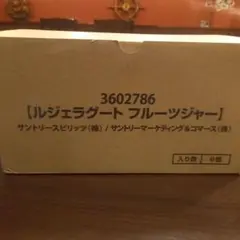 3602786
【ルジェラグート フルーツジャー】
サントリースピリッツ(株)/サントリーマーケティング&コマース(株)
入り数